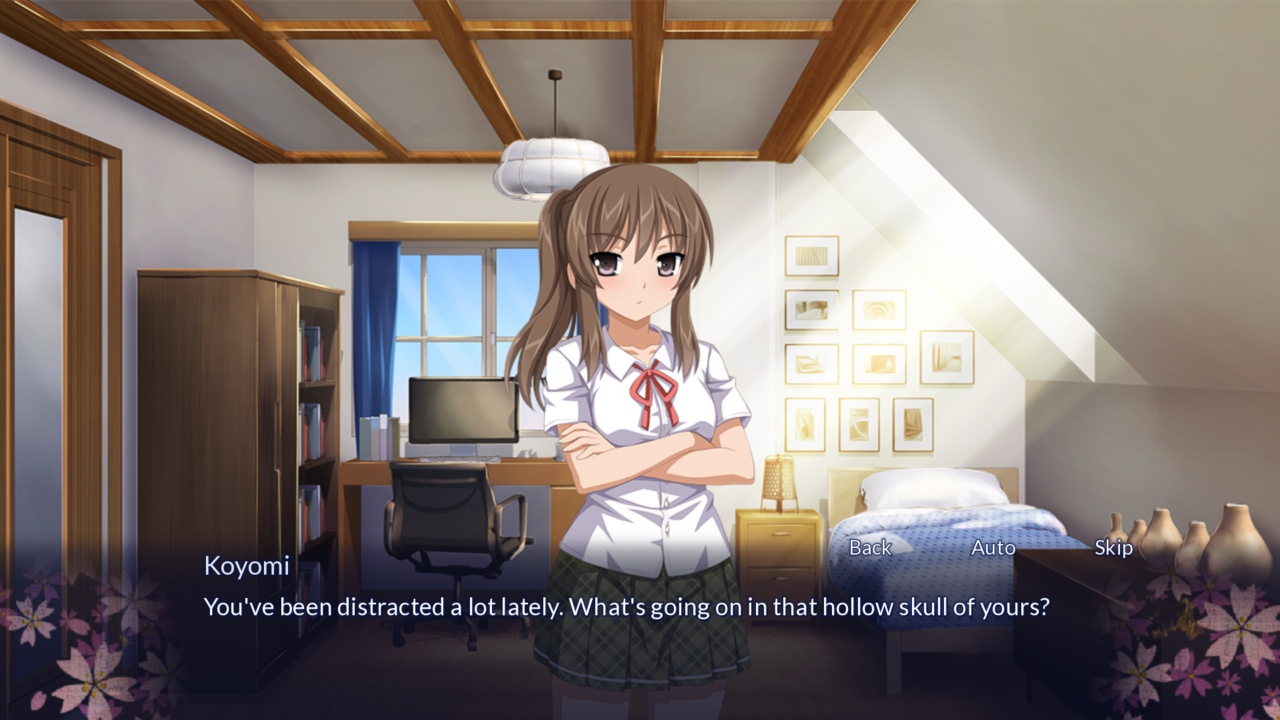 Back
Auto
Skip
Koyomi
You've been distracted a lot lately. What's going on in that hollow skull of yours?